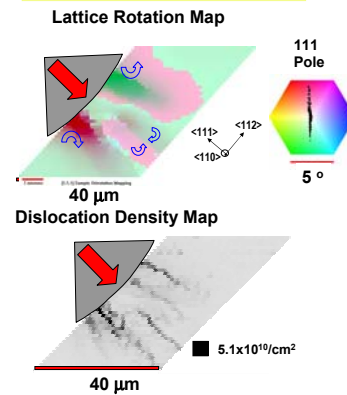 Lattice Rotation Map
111
Pole
<111>
<112>
<110>
5 °
40 μm
Dislocation Density Map
5.1x10¹⁰/cm²
40 μm